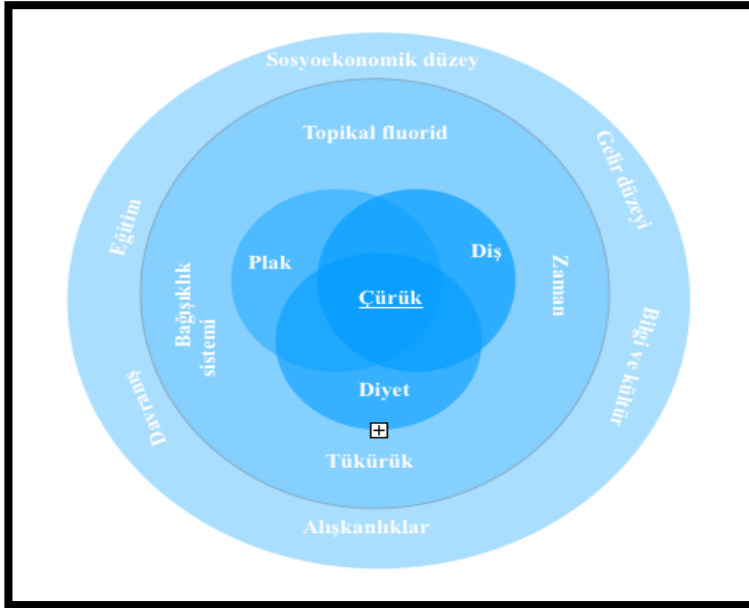 Sosyoekonomik düzey
Topikal fluorid
Gelir düzeyi
Eğitim
Plak
Diş
Zaman
Bağışıklık
sistemi
Çürük
Bilgi ve kültür
Davranış
Diyet
Tükürük
Alışkanlıklar